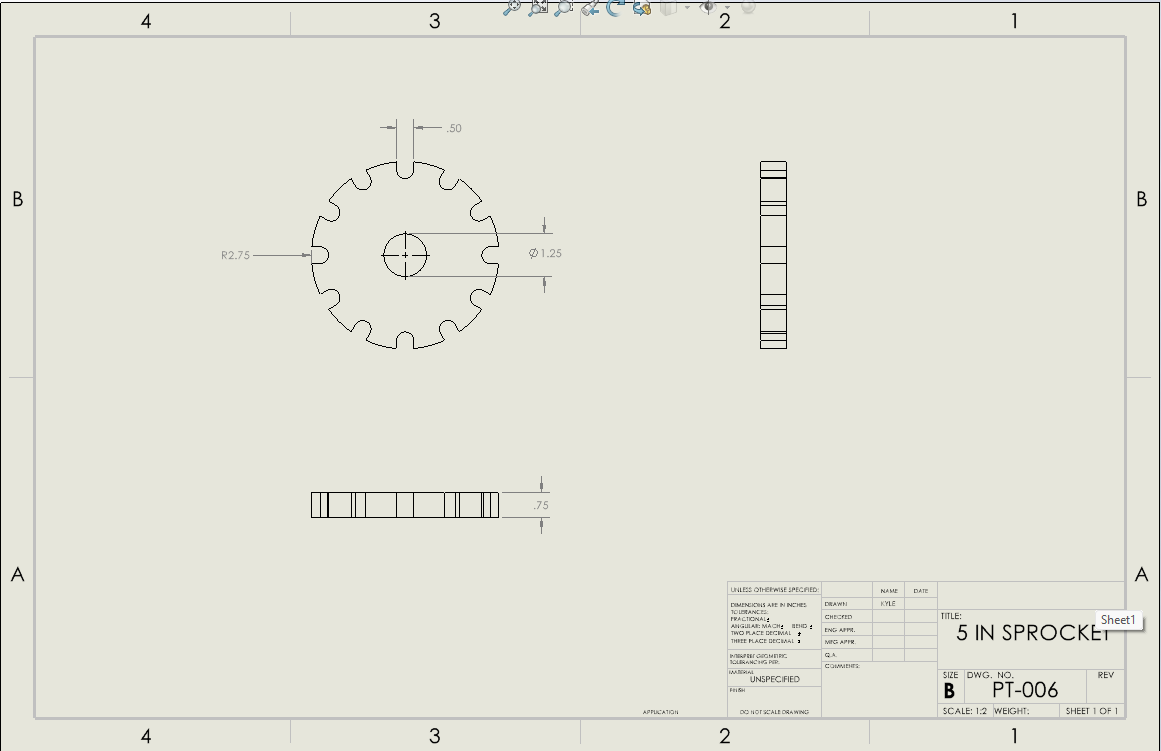 4 3 2 1
.50
B B
R2.75
Ø1.25
.75
A A
UNLESS OTHERWISE SPECIFIED:
DIMENSIONS ARE IN INCHES
TOLERANCES:
FRACTIONAL±
ANGULAR: MACH± BEND ±
TWO PLACE DECIMAL ±
THREE PLACE DECIMAL ±
INTERPRET GEOMETRIC
TOLERANCING PER:
MATERIAL
UNSPECIFIED
FINISH
APPLICATION
DO NOT SCALE DRAWING
NAME DATE
DRAWN KYLE
CHECKED
ENG APPR.
MFG APPR.
Q.A.
COMMENTS:
Sheet1
TITLE:
5 IN SPROCKET
SIZE DWG. NO. REV
B PT-006
SCALE: 1:2 WEIGHT: SHEET 1 OF 1
4 3 2 1